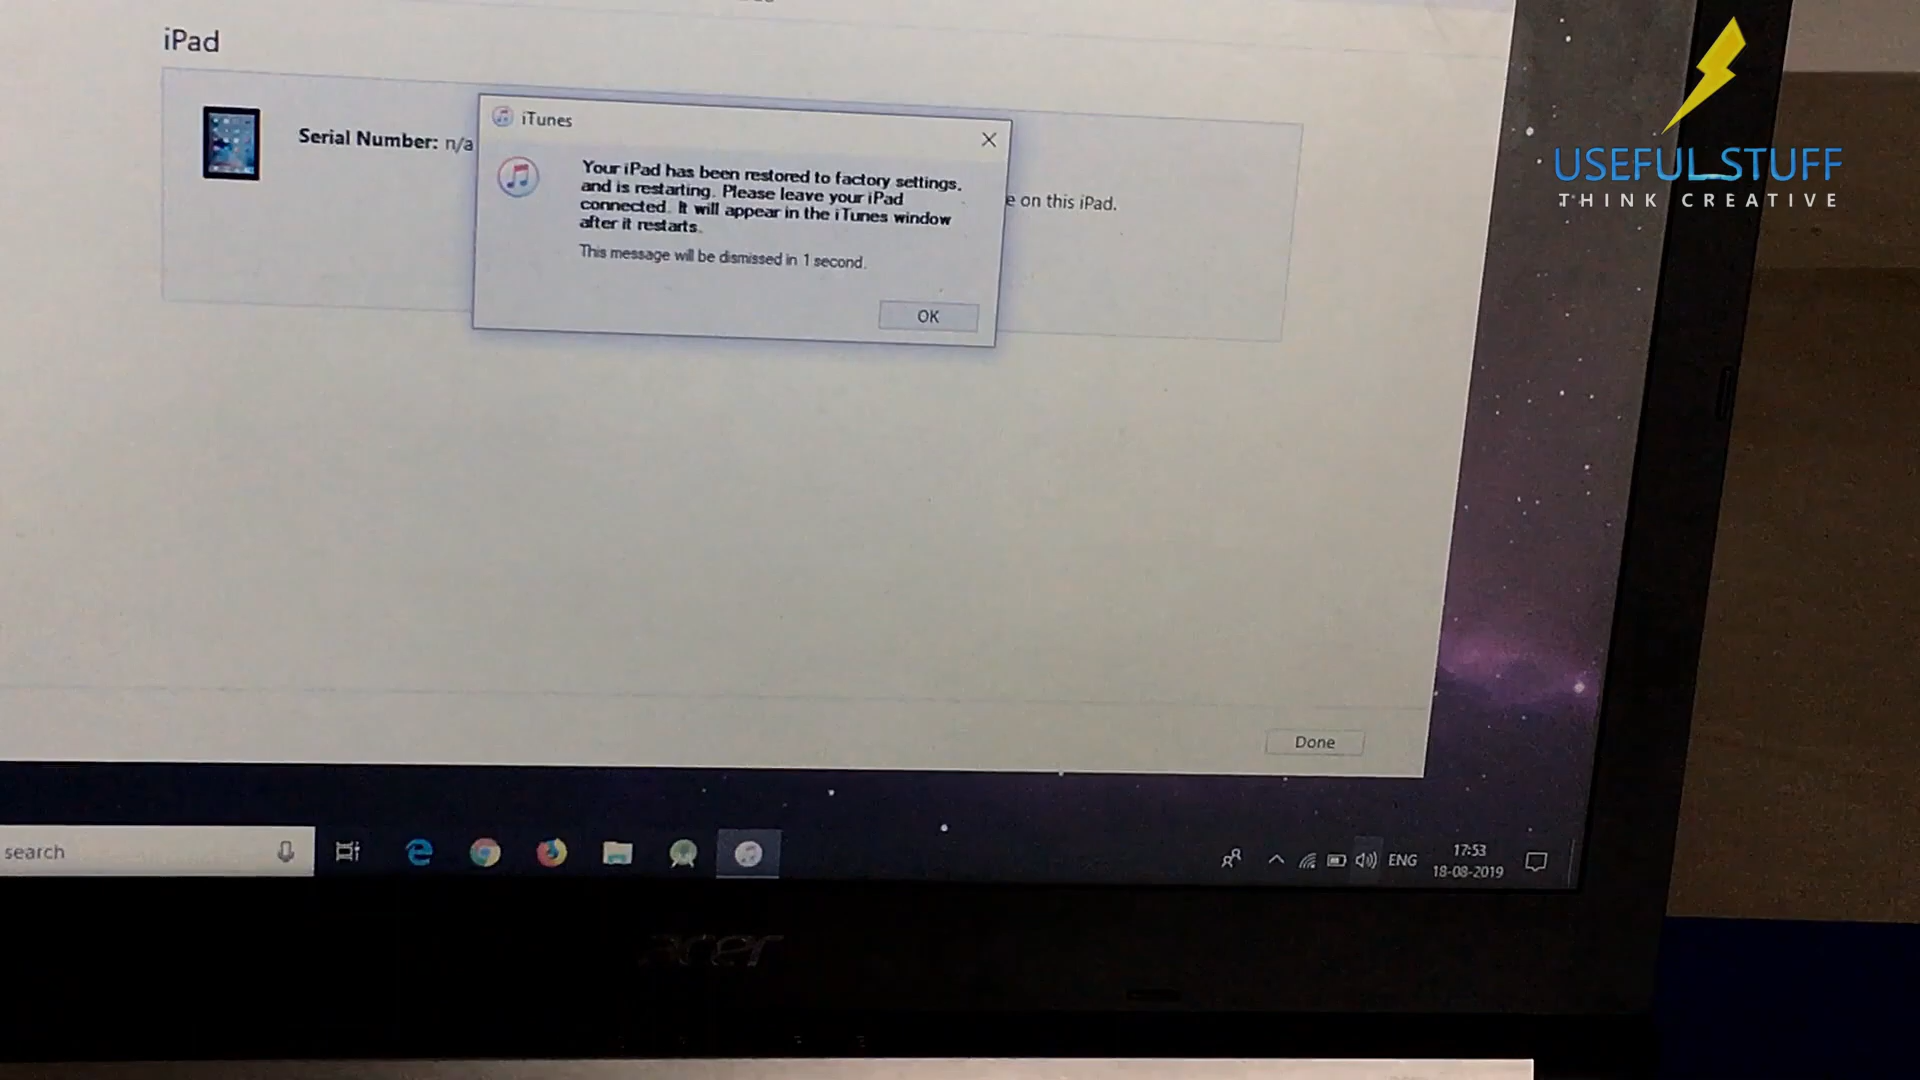 iPad
Serial Number: n/a
iTunes
Your iPad has been restored to factory settings,
and is restarting. Please leave your iPad
connected. It will appear in the iTunes window
after it restarts.
This message will be dismissed in 1 second.
OK
e on this iPad.
USEFUL STUFF
THINK CREATIVE
Done
search
ENG
17:53
18-08-2019
acer